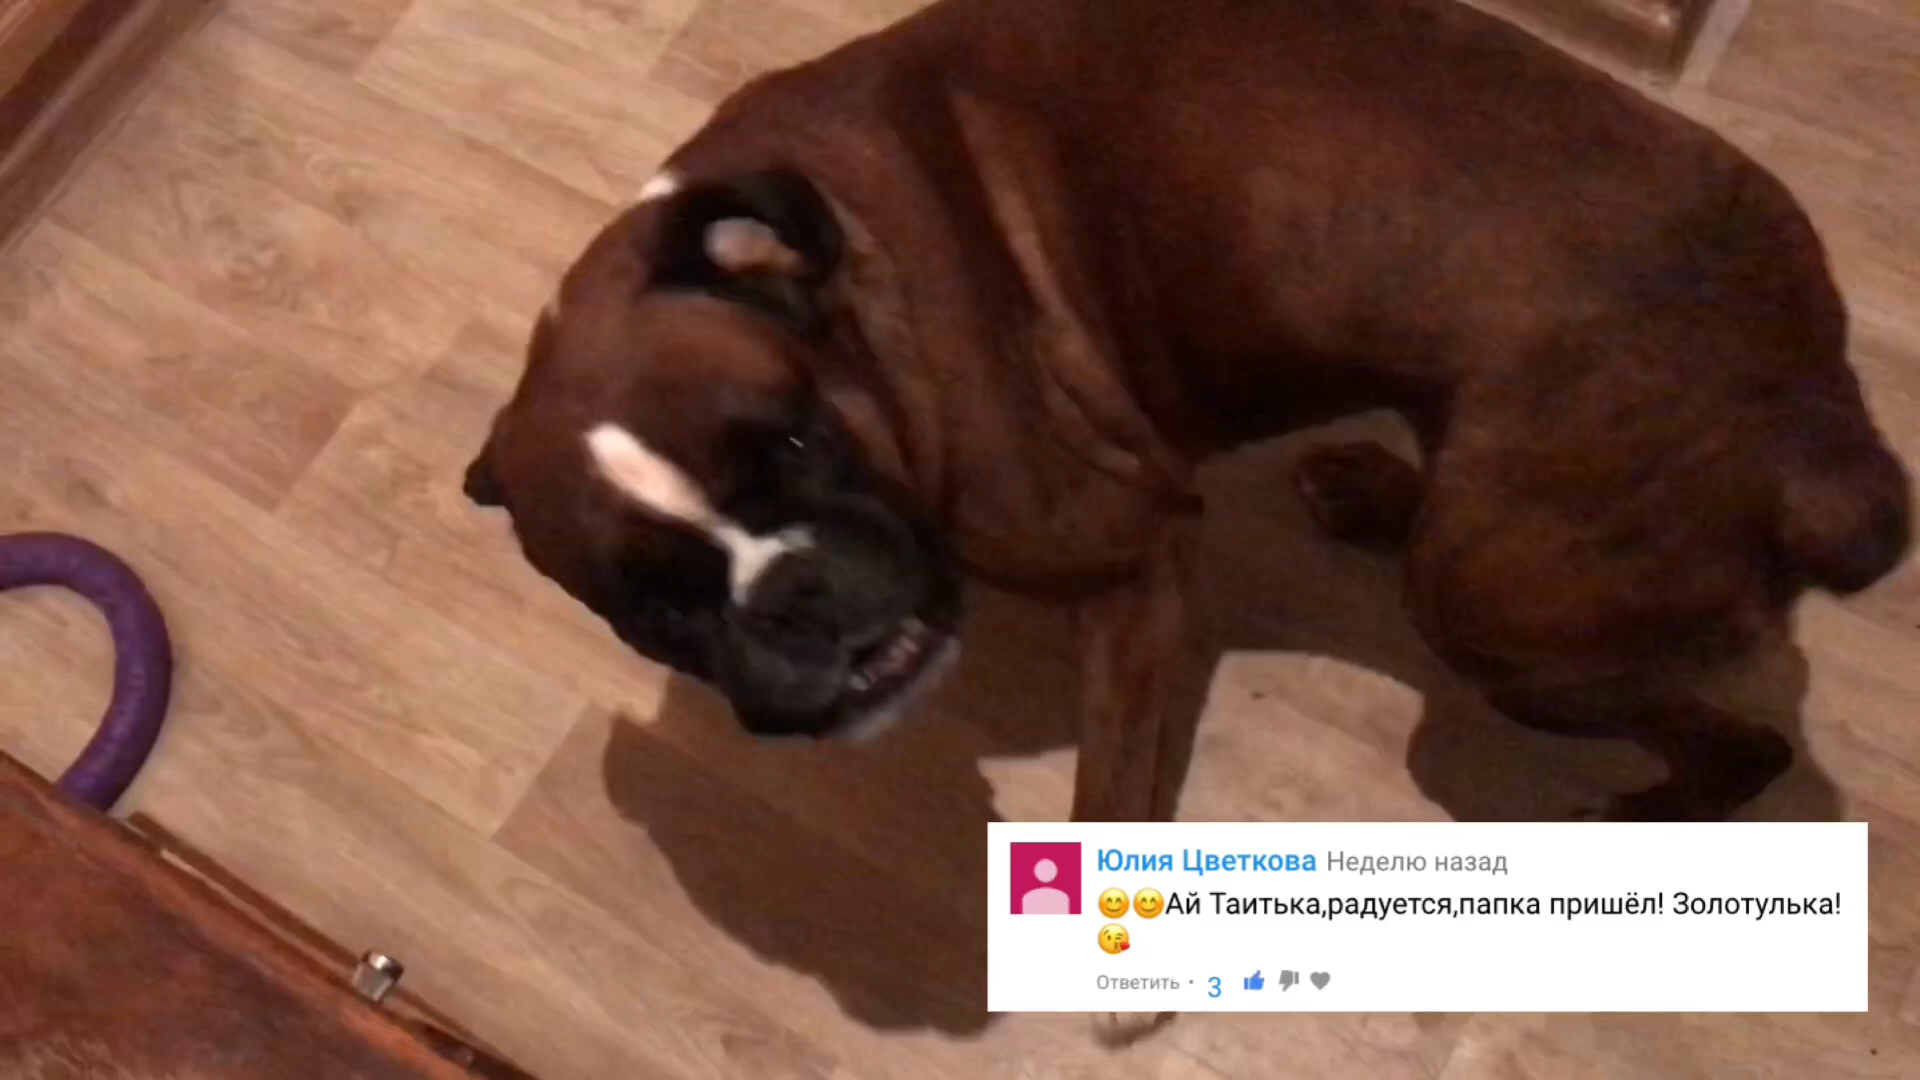 Юлия Цветкова Неделю назад
😊😊Ай Таитька,радуется,папка пришёл! Золотулька!
😘
Ответить · 3